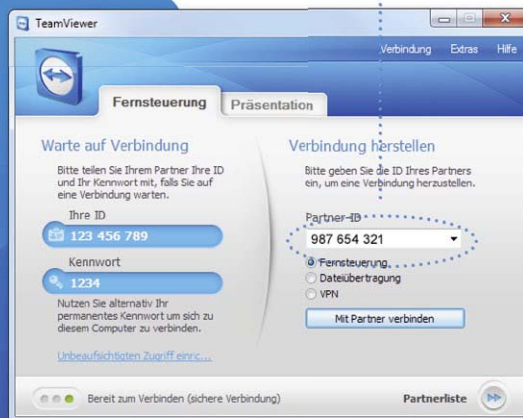 TeamViewer
Verbindung Extras Hilfe
Fernsteuerung Präsentation
Warte auf Verbindung
Bitte teilen Sie Ihrem Partner Ihre ID
und Ihr Kennwort mit, falls Sie auf
eine Verbindung warten.
Ihre ID
123 456 789
Kennwort
1234
Nutzen Sie alternativ Ihr
permanentes Kennwort um sich zu
diesem Computer zu verbinden.
Unbeaufsichtigten Zugriff einric...
Verbindung herstellen
Bitte geben Sie die ID Ihres Partners
ein, um eine Verbindung herzustellen.
Partner-ID
987 654 321
Fernsteuerung
Dateiübertragung
VPN
Mit Partner verbinden
Bereit zum Verbinden (sichere Verbindung)
Partnerliste